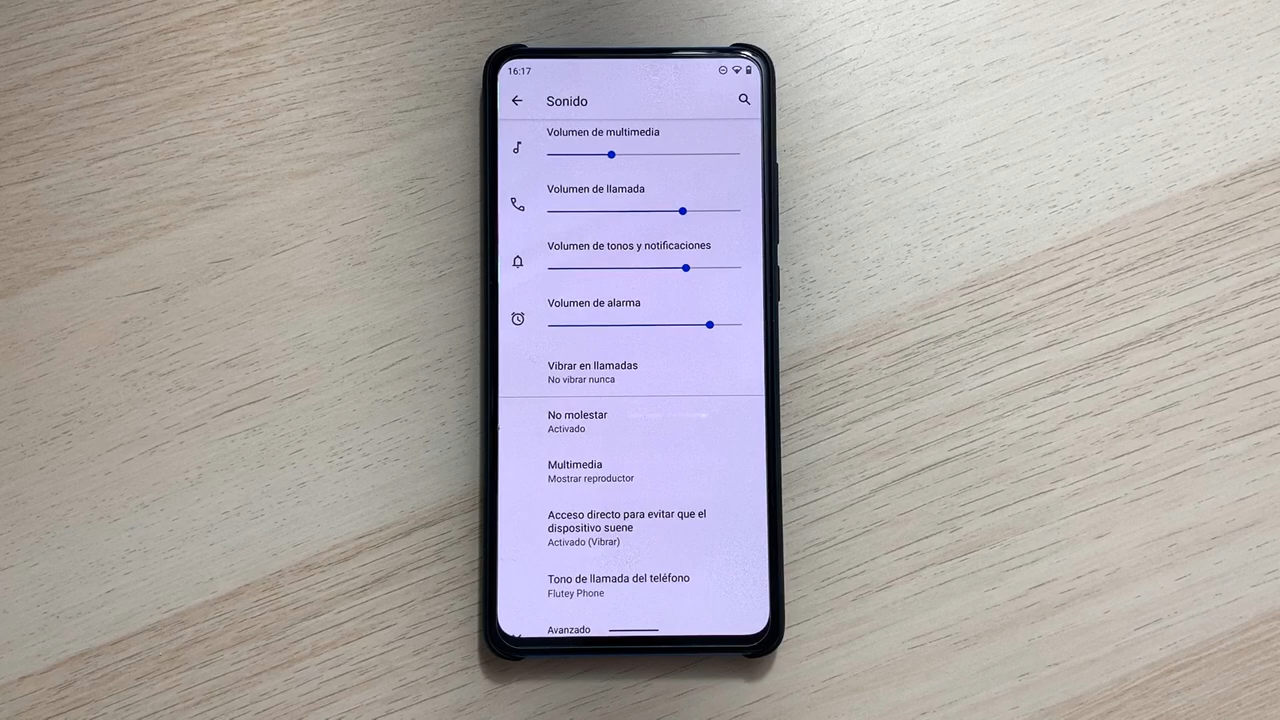 16:17
Sonido
Volumen de multimedia
Volumen de llamada
Volumen de tonos y notificaciones
Volumen de alarma
Vibrar en llamadas
No vibrar nunca
No molestar
Activado
Multimedia
Mostrar reproductor
Acceso directo para evitar que el
dispositivo suene
Activado (Vibrar)
Tono de llamada del teléfono
Flutey Phone
Avanzado